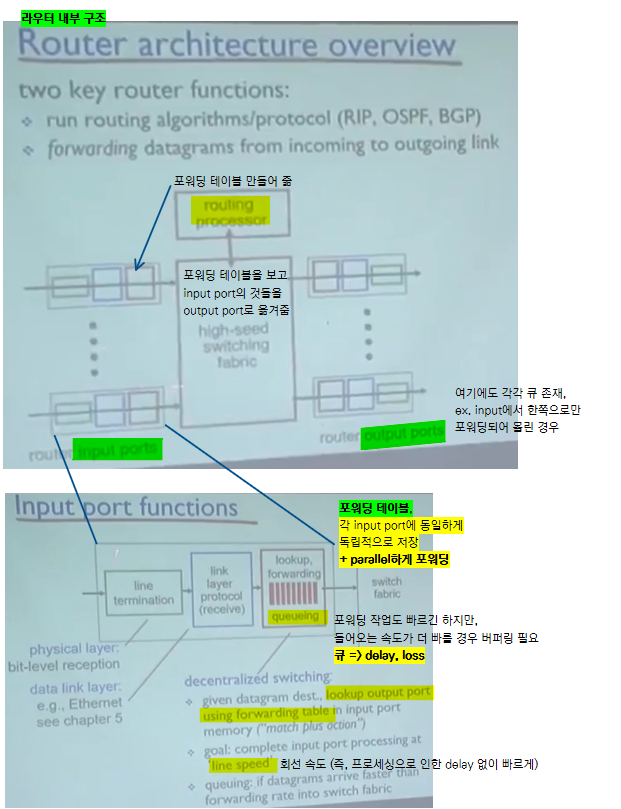 라우터 내부 구조
Router architecture overview
two key router functions:
❖ run routing algorithms/protocol (RIP, OSPF, BGP)
❖ forwarding datagrams from incoming to outgoing link
포워딩 테이블 만들어 줆
routing
processor
포워딩 테이블을 보고
input port의 것들을
output port로 옮겨줌
high-seed
switching
fabric
여기에도 각각 큐 존재,
ex. input에서 한쪽으로만
포워딩되어 몰린 경우
router input ports
router output ports
Input port functions
포워딩 테이블,
각 input port에 동일하게
독립적으로 저장
+ parallel하게 포워딩
line
termination
link
layer
protocol
(receive)
lookup,
forwarding
queueing
switch
fabric
포워딩 작업도 빠르긴 하지만,
들어오는 속도가 더 빠를 경우 버퍼링 필요
큐 => delay, loss
physical layer:
bit-level reception
data link layer:
e.g., Ethernet
see chapter 5
decentralized switching:
❖ given datagram dest., lookup output port
using forwarding table in input port
memory ("match plus action")
❖ goal: complete input port processing at
'line speed' 회선 속도 (즉, 프로세싱으로 인한 delay 없이 빠르게)
❖ queuing: if datagrams arrive faster than
forwarding rate into switch fabric